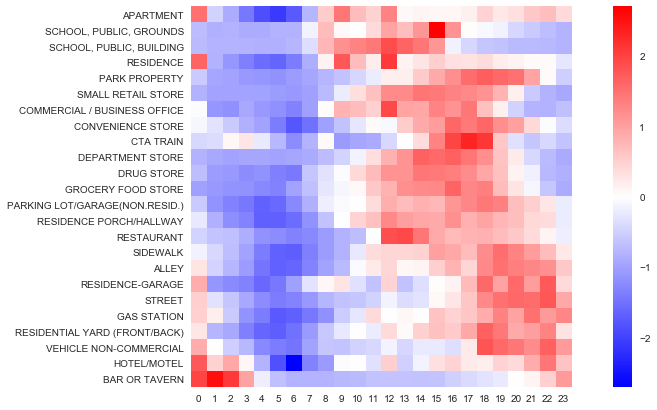 APARTMENT
SCHOOL, PUBLIC, GROUNDS
SCHOOL, PUBLIC, BUILDING
RESIDENCE
PARK PROPERTY
SMALL RETAIL STORE
COMMERCIAL / BUSINESS OFFICE
CONVENIENCE STORE
CTA TRAIN
DEPARTMENT STORE
DRUG STORE
GROCERY FOOD STORE
PARKING LOT/GARAGE(NON.RESID.)
RESIDENCE PORCH/HALLWAY
RESTAURANT
SIDEWALK
ALLEY
RESIDENCE-GARAGE
STREET
GAS STATION
RESIDENTIAL YARD (FRONT/BACK)
VEHICLE NON-COMMERCIAL
HOTEL/MOTEL
BAR OR TAVERN
0 1 2 3 4 5 6 7 8 9 10 11 12 13 14 15 16 17 18 19 20 21 22 23
2
1
0
−1
−2